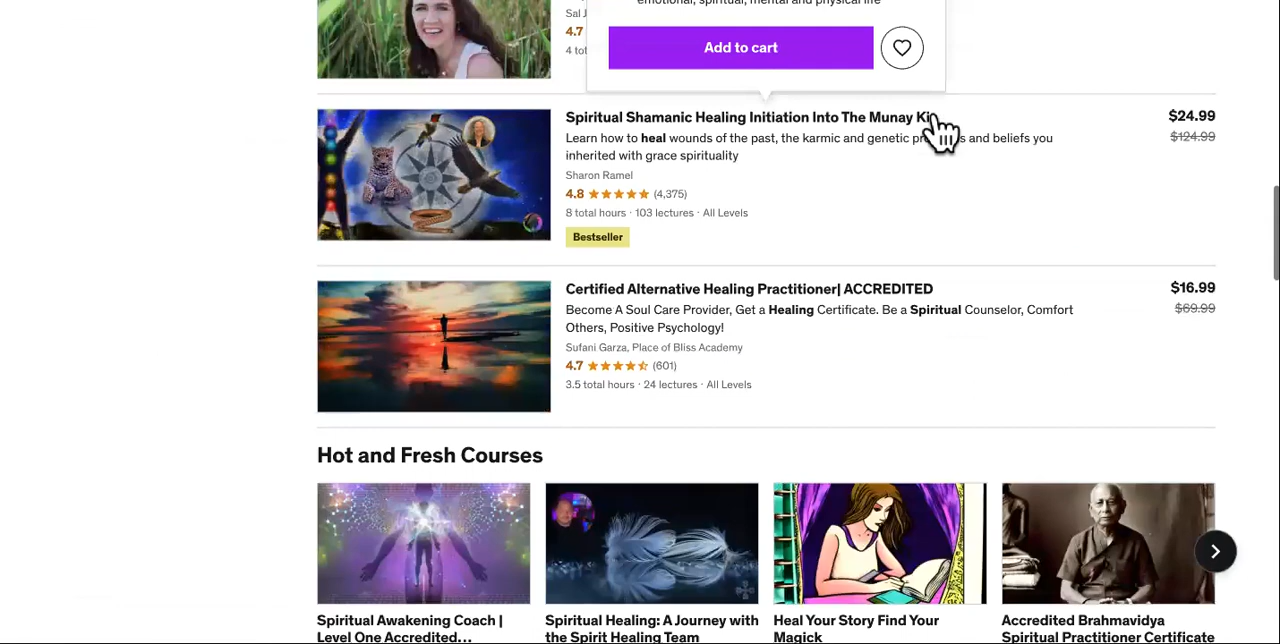 emotional, spiritual, mental and physical life
Sal J
4.7
4 tot
Add to cart
Spiritual Shamanic Healing Initiation Into The Munay Ki
$24.99
Learn how to heal wounds of the past, the karmic and genetic and beliefs you
$124.99
inherited with grace spirituality
Sharon Ramel
4.8 (4,375)
8 total hours · 103 lectures · All Levels
Bestseller
Certified Alternative Healing Practitioner| ACCREDITED
$16.99
Become A Soul Care Provider, Get a Healing Certificate. Be a Spiritual Counselor, Comfort
$69.99
Others, Positive Psychology!
Sufani Garza, Place of Bliss Academy
4.7 (601)
3.5 total hours · 24 lectures · All Levels
Hot and Fresh Courses
Spiritual Awakening Coach |
Level One Accredited...
Spiritual Healing: A Journey with
the Spirit Healing Team
Heal Your Story Find Your
Magick
Accredited Brahmavidya
Spiritual Practitioner Certificate